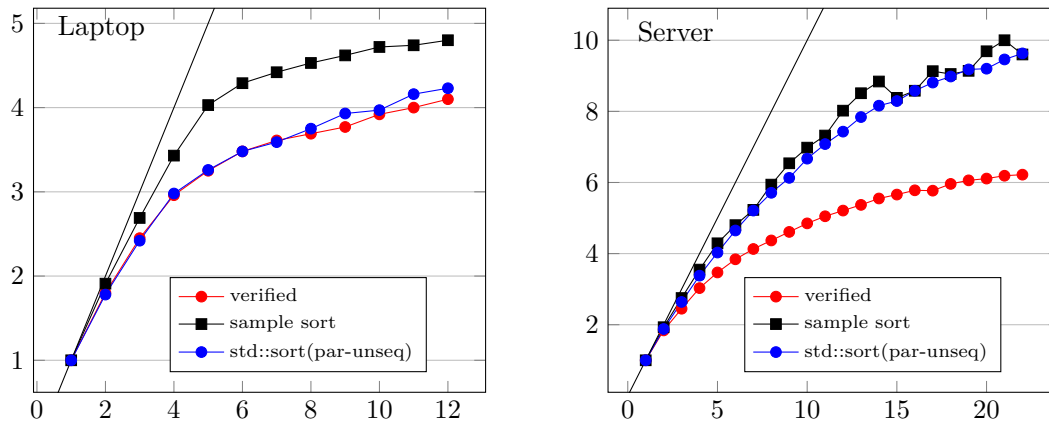 Laptop
5
4
3
2
1
0 2 4 6 8 10 12
verified
sample sort
std::sort(par-unseq)
Server
10
8
6
4
2
0 5 10 15 20
verified
sample sort
std::sort(par-unseq)